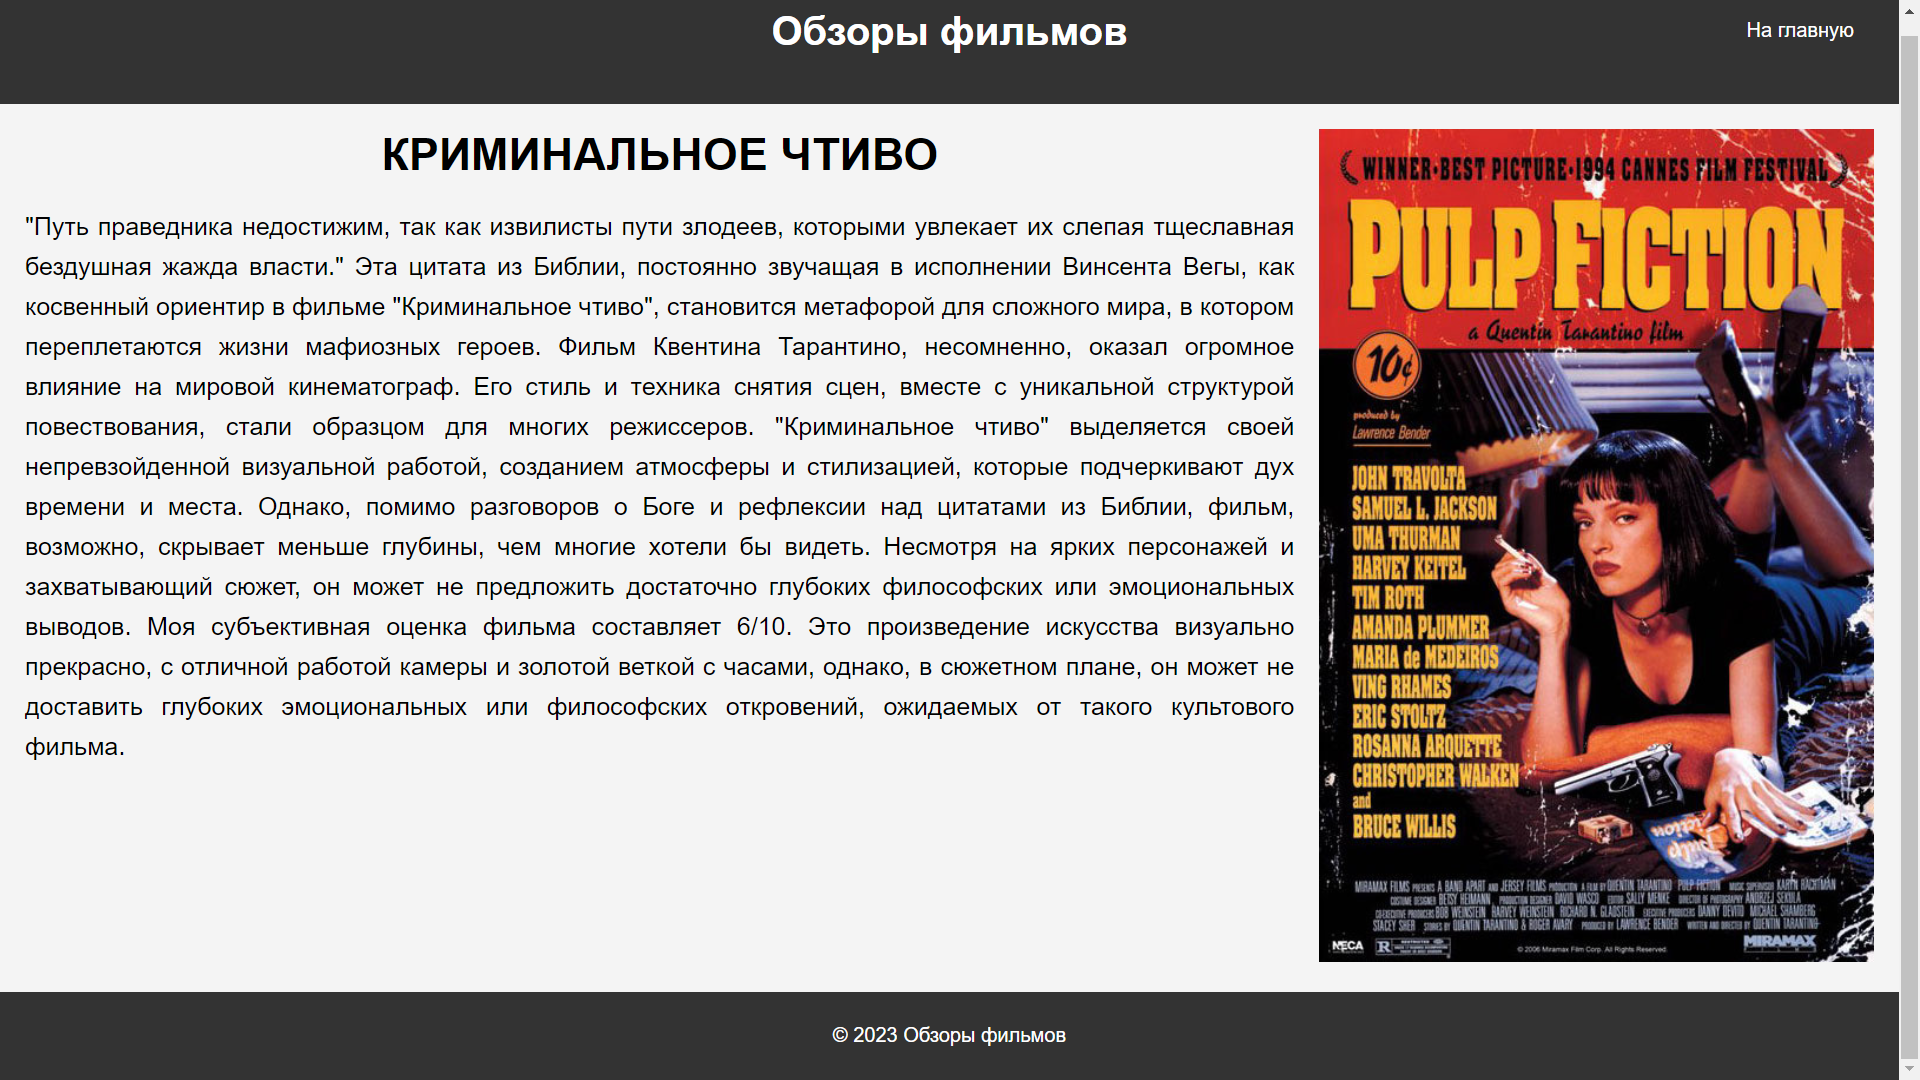 Обзоры фильмов
На главную
КРИМИНАЛЬНОЕ ЧТИВО
"Путь праведника недостижим, так как извилисты пути злодеев, которыми увлекает их слепая тщеславная
бездушная жажда власти." Эта цитата из Библии, постоянно звучащая в исполнении Винсента Вегы, как
косвенный ориентир в фильме "Криминальное чтиво", становится метафорой для сложного мира, в котором
переплетаются жизни мафиозных героев. Фильм Квентина Тарантино, несомненно, оказал огромное
влияние на мировой кинематограф. Его стиль и техника снятия сцен, вместе с уникальной структурой
повествования, стали образцом для многих режиссеров. "Криминальное чтиво" выделяется своей
непревзойденной визуальной работой, созданием атмосферы и стилизацией, которые подчеркивают дух
времени и места. Однако, помимо разговоров о Боге и рефлексии над цитатами из Библии, фильм,
возможно, скрывает меньше глубины, чем многие хотели бы видеть. Несмотря на ярких персонажей и
захватывающий сюжет, он может не предложить достаточно глубоких философских или эмоциональных
выводов. Моя субъективная оценка фильма составляет 6/10. Это произведение искусства визуально
прекрасно, с отличной работой камеры и золотой веткой с часами, однако, в сюжетном плане, он может не
доставить глубоких эмоциональных или философских откровений, ожидаемых от такого культового
фильма.
WINNER•BEST PICTURE•1994 CANNES FILM FESTIVAL
PULP FICTION
a Quentin Tarantino film
10¢
produced by
Lawrence Bender
JOHN TRAVOLTA
SAMUEL L. JACKSON
UMA THURMAN
HARVEY KEITEL
TIM ROTH
AMANDA PLUMMER
MARIA de MEDEIROS
VING RHAMES
ERIC STOLTZ
ROSANNA ARQUETTE
CHRISTOPHER WALKEN
and
BRUCE WILLIS
pulp fiction
MIRAMAX FILMS PRESENTS A BAND APART AND JERSEY FILMS PRODUCTION A FILM BY QUENTIN TARANTINO PULP FICTION MUSIC SUPERVISOR KARYN RACHTMAN
COSTUME DESIGNER BETSY HEIMANN PRODUCTION DESIGNER DAVID WASCO EDITOR SALLY MENKE DIRECTOR OF PHOTOGRAPHY ANDRZEJ SEKULA
CO-EXECUTIVE PRODUCERS BOB WEINSTEIN HARVEY WEINSTEIN RICHARD N. GLADSTEIN EXECUTIVE PRODUCERS DANNY DEVITO MICHAEL SHAMBERG
STACEY SHER STORIES BY QUENTIN TARANTINO & ROGER AVARY PRODUCED BY LAWRENCE BENDER WRITTEN AND DIRECTED BY QUENTIN TARANTINO
NECA
R RESTRICTED
© 2006 Miramax Film Corp. All Rights Reserved.
MIRAMAX
© 2023 Обзоры фильмов